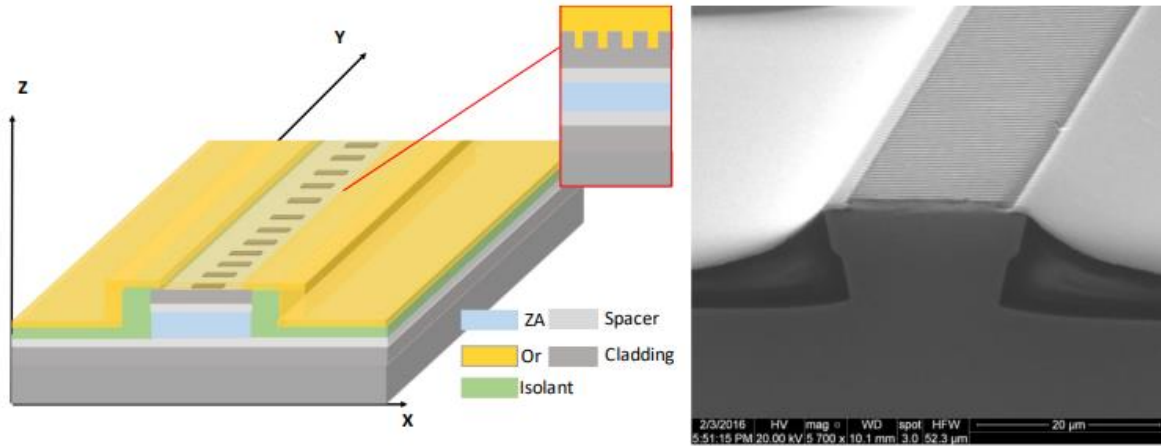 Z
Y
X
ZA
Spacer
Or
Cladding
Isolant
2/3/2016 HV mag WD spot HFW
5:51:15 PM 20.00 kV 5 700 x 10.1 mm 3.0 52.3 µm
20 µm